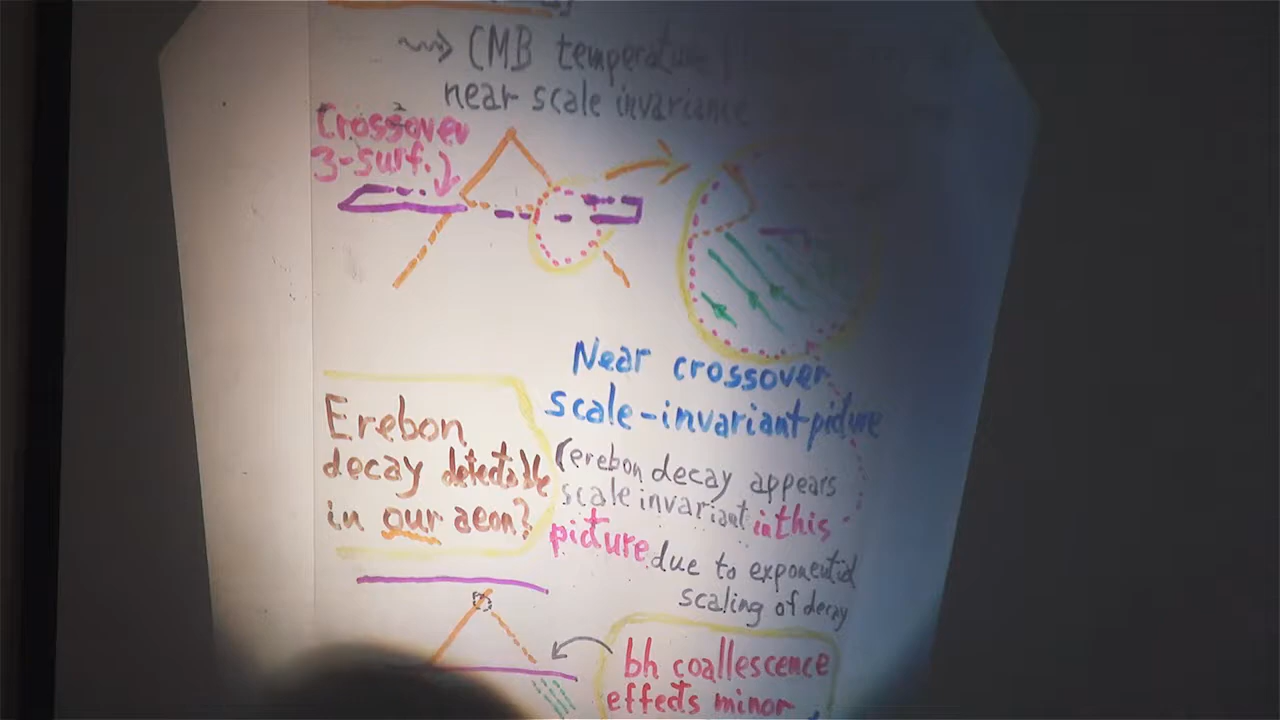 CMB temperature
near scale invariance
Crossover
3-surf.
Near crossover
scale-invariant picture
Erebon
decay detectable
in our aeon?
(erebon decay appears
scale invariant in this
picture due to exponential
scaling of decay
bh coallescence
effects minor